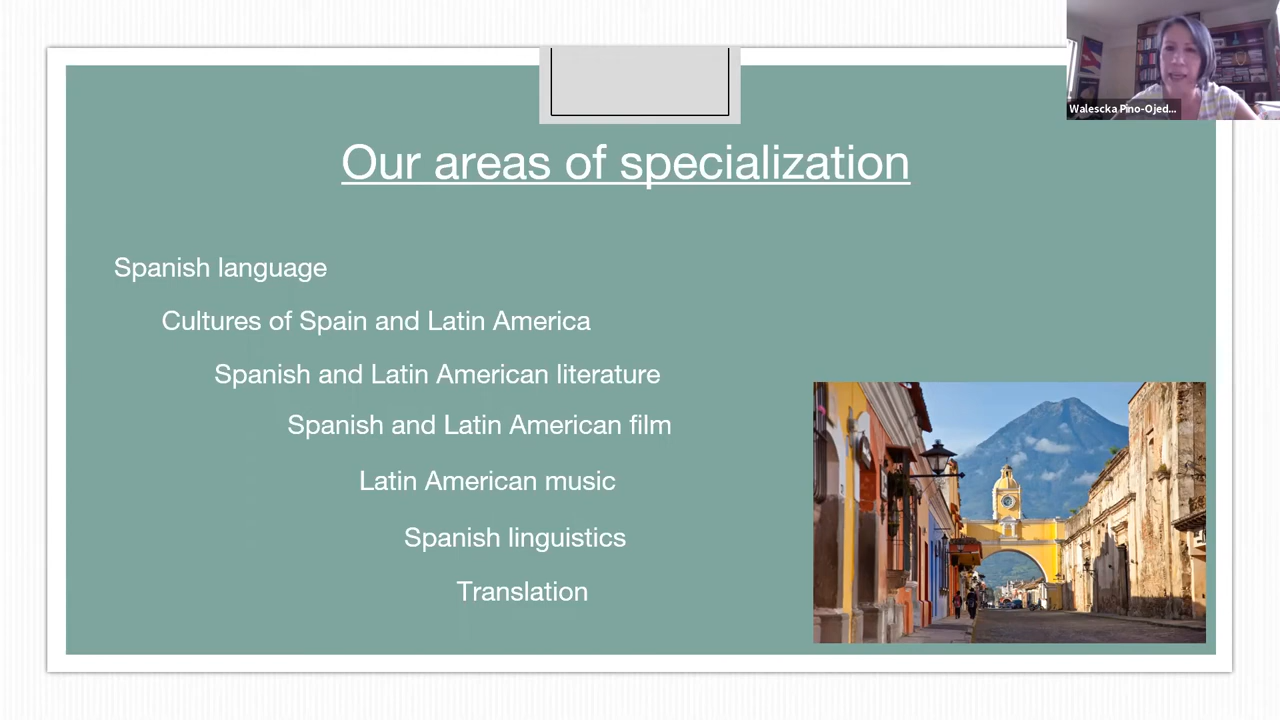 Walescka Pino-Ojed...
Our areas of specialization
Spanish language
Cultures of Spain and Latin America
Spanish and Latin American literature
Spanish and Latin American film
Latin American music
Spanish linguistics
Translation